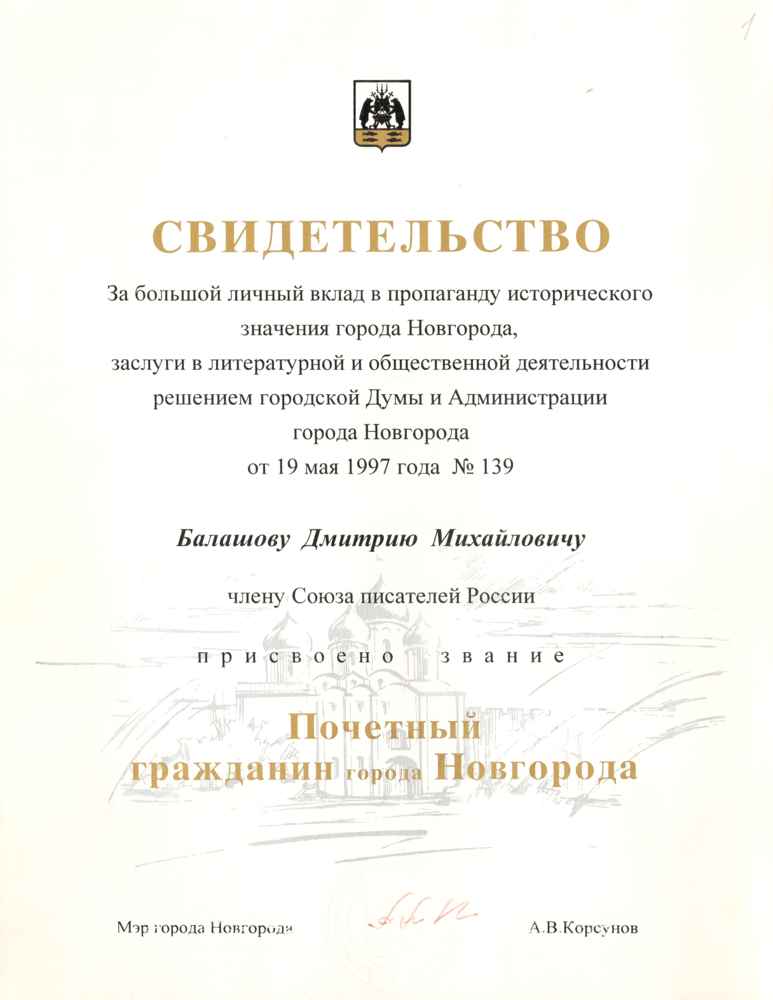 1
СВИДЕТЕЛЬСТВО
За большой личный вклад в пропаганду исторического
значения города Новгорода,
заслуги в литературной и общественной деятельности
решением городской Думы и Администрации
города Новгорода
от 19 мая 1997 года № 139
Балашову Дмитрию Михайловичу
члену Союза писателей России
присвоено звание
Почетный
гражданин города Новгорода
Мэр города Новгорода
А.В.Корсунов